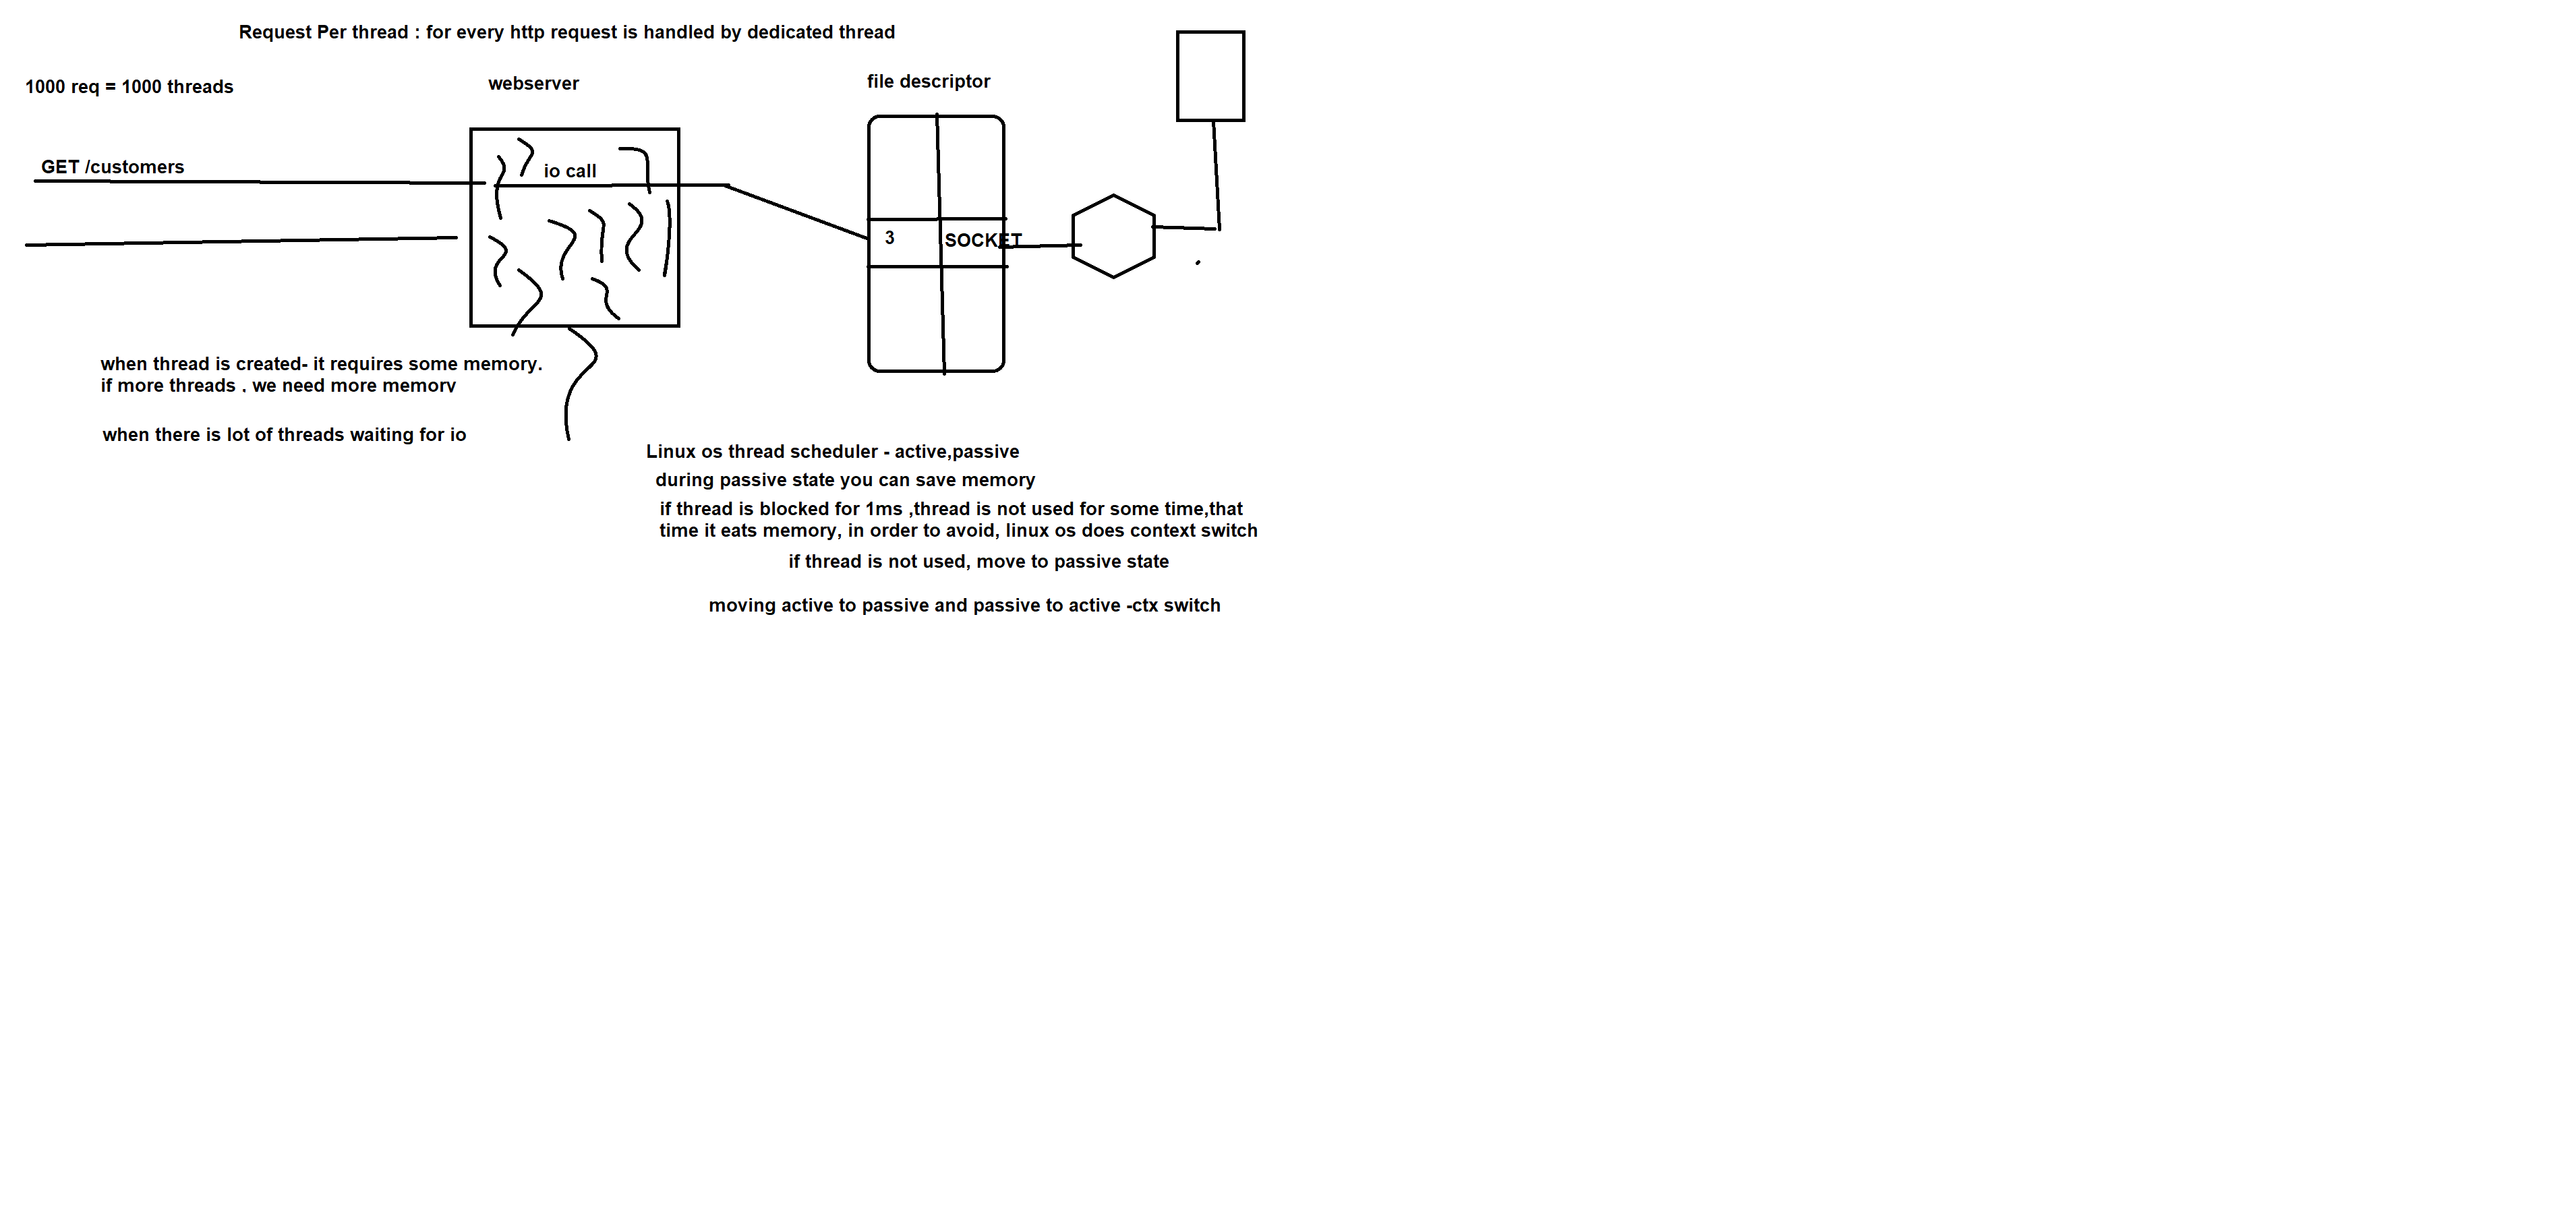 Request Per thread : for every http request is handled by dedicated thread
1000 req = 1000 threads
webserver
file descriptor
GET /customers
io call
3
SOCKET
when thread is created- it requires some memory.
if more threads , we need more memory
when there is lot of threads waiting for io
Linux os thread scheduler - active,passive
during passive state you can save memory
if thread is blocked for 1ms ,thread is not used for some time,that
time it eats memory, in order to avoid, linux os does context switch
if thread is not used, move to passive state
moving active to passive and passive to active -ctx switch